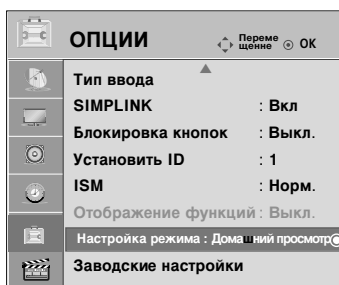 ОПЦИИ
Переме
щение
ОК
Тип ввода
SIMPLINK : Вкл
Блокировка кнопок : Выкл.
Установить ID : 1
ISM : Норм.
Отображение функций : Выкл.
Настройка режима : Домашний просмотр
Заводские настройки